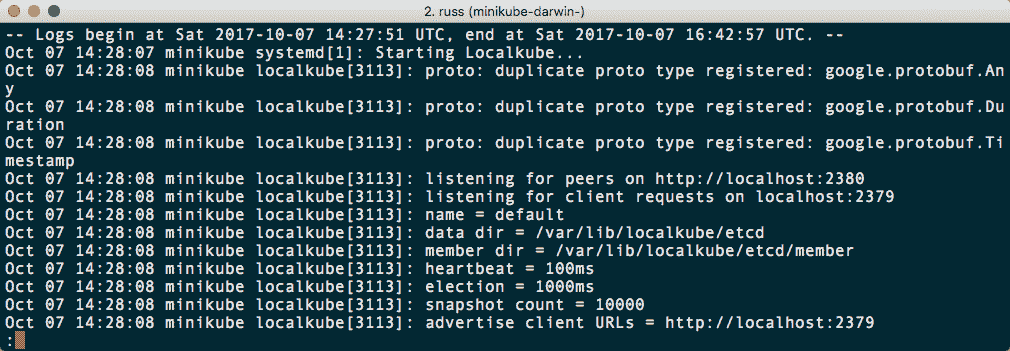 2. russ (minikube-darwin-)
-- Logs begin at Sat 2017-10-07 14:27:51 UTC, end at Sat 2017-10-07 16:42:57 UTC. --
Oct 07 14:28:07 minikube systemd[1]: Starting Localkube...
Oct 07 14:28:08 minikube localkube[3113]: proto: duplicate proto type registered: google.protobuf.An
y
Oct 07 14:28:08 minikube localkube[3113]: proto: duplicate proto type registered: google.protobuf.Du
ration
Oct 07 14:28:08 minikube localkube[3113]: proto: duplicate proto type registered: google.protobuf.Ti
mestamp
Oct 07 14:28:08 minikube localkube[3113]: listening for peers on http://localhost:2380
Oct 07 14:28:08 minikube localkube[3113]: listening for client requests on localhost:2379
Oct 07 14:28:08 minikube localkube[3113]: name = default
Oct 07 14:28:08 minikube localkube[3113]: data dir = /var/lib/localkube/etcd
Oct 07 14:28:08 minikube localkube[3113]: member dir = /var/lib/localkube/etcd/member
Oct 07 14:28:08 minikube localkube[3113]: heartbeat = 100ms
Oct 07 14:28:08 minikube localkube[3113]: election = 1000ms
Oct 07 14:28:08 minikube localkube[3113]: snapshot count = 10000
Oct 07 14:28:08 minikube localkube[3113]: advertise client URLs = http://localhost:2379
: